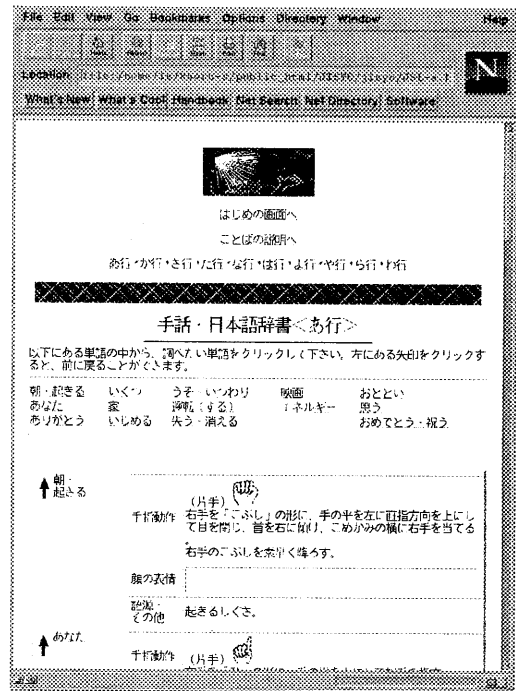 File Edit View Go Bookmarks Options Directory Window Help
Location:
What's New What's Cool Handbook Net Search Net Directory Software
N
はじめの画面へ
ことばの説明へ
あ行・か行・さ行・た行・な行・は行・ま行・や行・ら行・わ行
手話・日本語辞書<あ行>
以下にある単語の中から、調べたい単語をクリックして下さい。左にある矢印をクリックす
ると、前に戻ることができます。
朝・起きる いくつ うそ・いつわり 映画 おととい
あなた 家 逆転(する) エネルギー 思う
ありがとう いじめる 失う・消える おめでとう・祝う
朝・
起きる
(片手)
手指動作 右手を「こぶし」の形に、手の平を左に直指方向を上にし
て目を閉じ、首を右に傾け、こめかみの横に右手を当てる
右手のこぶしを素早く降ろす。
顔の表情
語源・
その他 起きるしぐさ。
あなた
手指動作 (片手)